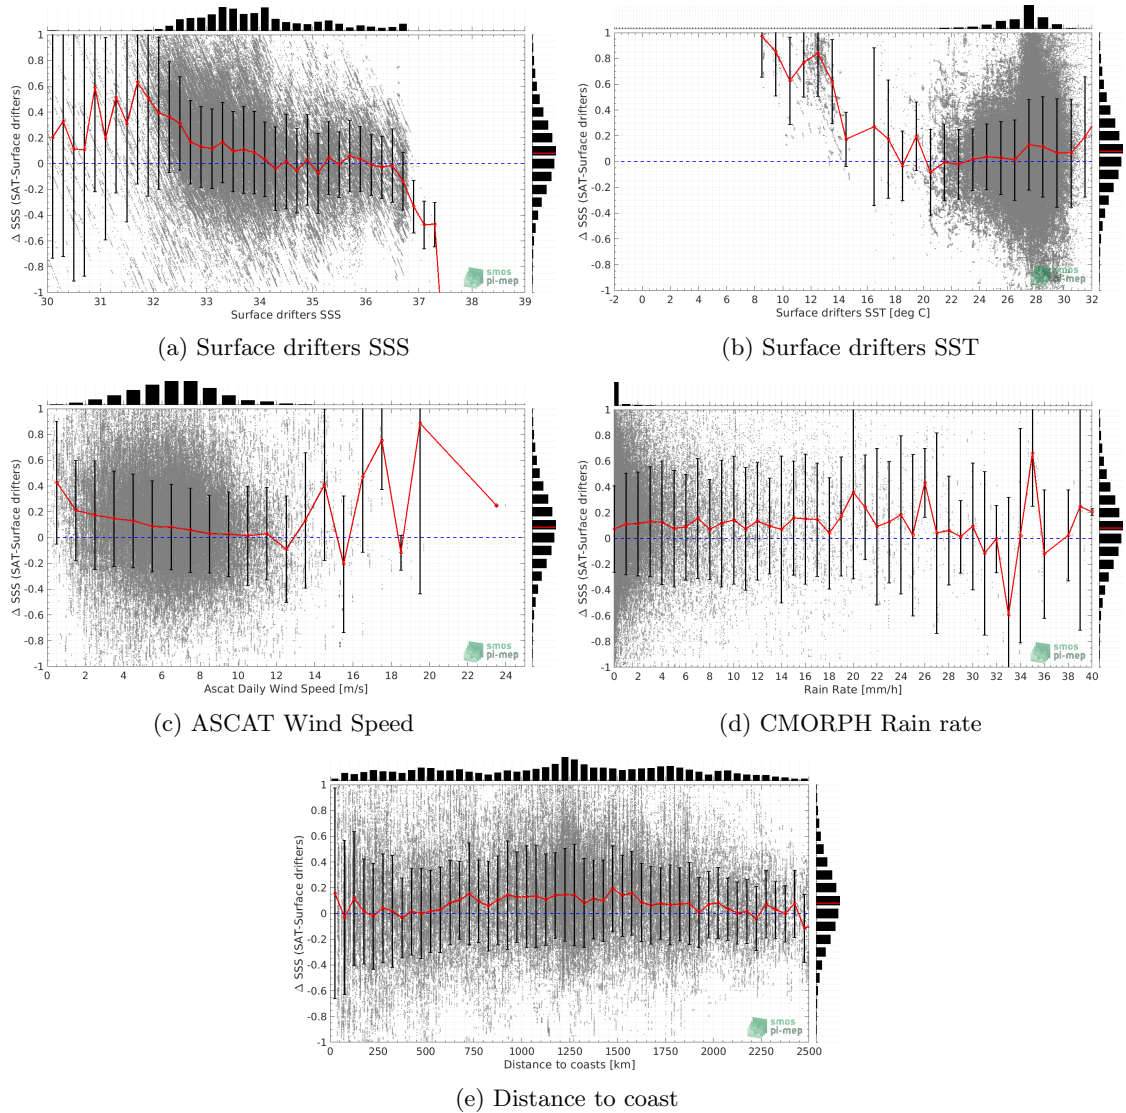 Δ SSS (SAT-Surface drifters)
1
0.8
0.6
0.4
0.2
0
-0.2
-0.4
-0.6
-0.8
-1
30 31 32 33 34 35 36 37 38 39
Surface drifters SSS
smos
pi-mep
(a) Surface drifters SSS
Δ SSS (SAT-Surface drifters)
1
0.8
0.6
0.4
0.2
0
-0.2
-0.4
-0.6
-0.8
-1
-2 0 2 4 6 8 10 12 14 16 18 20 22 24 26 28 30 32
Surface drifters SST [deg C]
smos
pi-mep
(b) Surface drifters SST
Δ SSS (SAT-Surface drifters)
1
0.8
0.6
0.4
0.2
0
-0.2
-0.4
-0.6
-0.8
-1
0 2 4 6 8 10 12 14 16 18 20 22 24
Ascat Daily Wind Speed [m/s]
smos
pi-mep
(c) ASCAT Wind Speed
Δ SSS (SAT-Surface drifters)
1
0.8
0.6
0.4
0.2
0
-0.2
-0.4
-0.6
-0.8
-1
0 2 4 6 8 10 12 14 16 18 20 22 24 26 28 30 32 34 36 38 40
Rain Rate [mm/h]
smos
pi-mep
(d) CMORPH Rain rate
Δ SSS (SAT-Surface drifters)
1
0.8
0.6
0.4
0.2
0
-0.2
-0.4
-0.6
-0.8
-1
0 250 500 750 1000 1250 1500 1750 2000 2250 2500
Distance to coasts [km]
smos
pi-mep
(e) Distance to coast